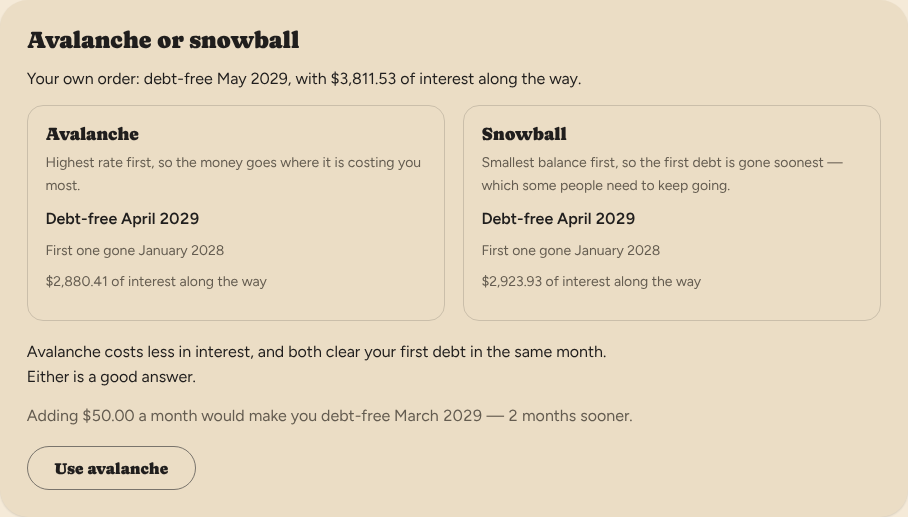 Avalanche or snowball
Your own order: debt-free May 2029, with $3,811.53 of interest along the way.
Avalanche
Highest rate first, so the money goes where it is costing you
most.
Debt-free April 2029
First one gone January 2028
$2,880.41 of interest along the way
Snowball
Smallest balance first, so the first debt is gone soonest —
which some people need to keep going.
Debt-free April 2029
First one gone January 2028
$2,923.93 of interest along the way
Avalanche costs less in interest, and both clear your first debt in the same month.
Either is a good answer.
Adding $50.00 a month would make you debt-free March 2029 — 2 months sooner.
Use avalanche